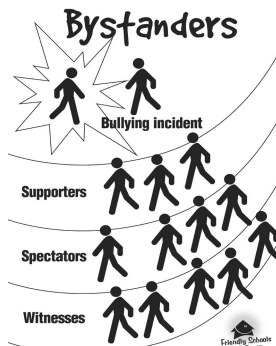 Bystanders
Bullying incident
Supporters
Spectators
Witnesses
Friendly Schools